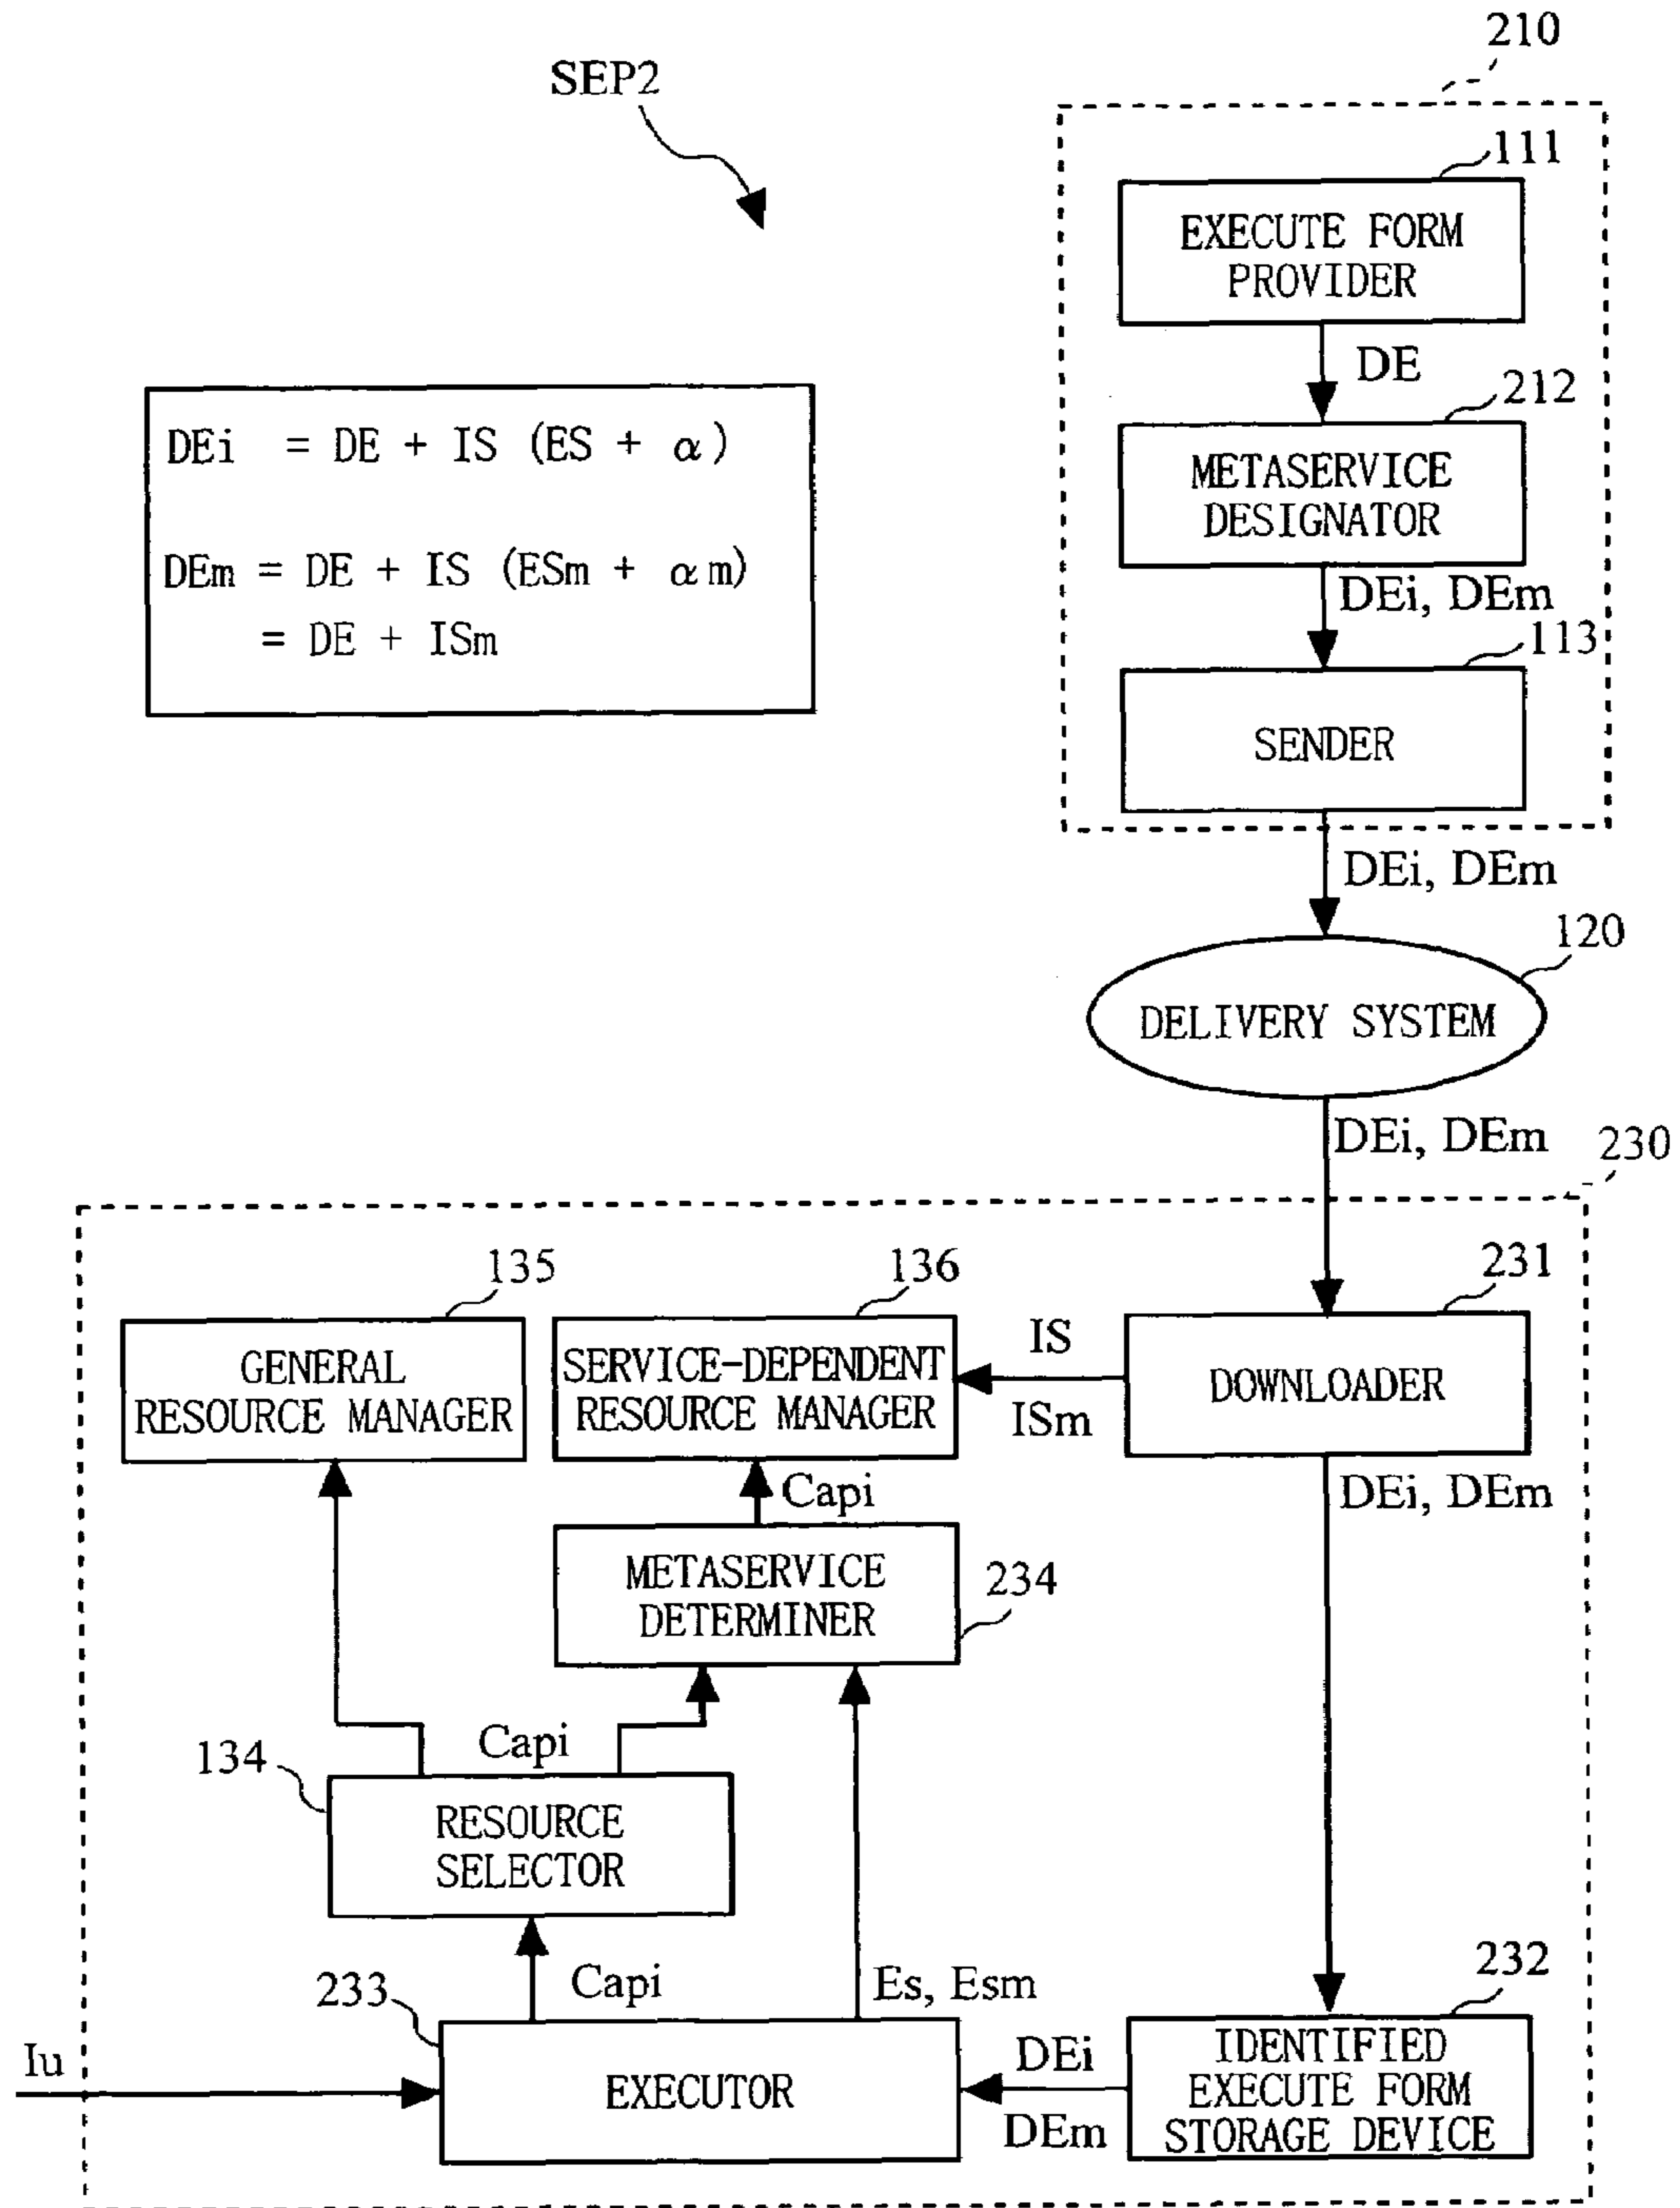 210
SEP2
111
EXECUTE FORM
PROVIDER
DE
212
METASERVICE
DESIGNATOR
DEi, DEm
113
SENDER
DEi = DE + IS (ES + α)
DEm = DE + IS (ESm + αm)
= DE + ISm
DEi, DEm
120
DELIVERY SYSTEM
DEi, DEm
230
135
136
231
GENERAL
RESOURCE MANAGER
SERVICE-DEPENDENT
RESOURCE MANAGER
IS
ISm
DOWNLOADER
Capi
DEi, DEm
METASERVICE
DETERMINER
234
Capi
134
RESOURCE
SELECTOR
Capi
Es, Esm
233
232
Iu
EXECUTOR
DEi
DEm
IDENTIFIED
EXECUTE FORM
STORAGE DEVICE